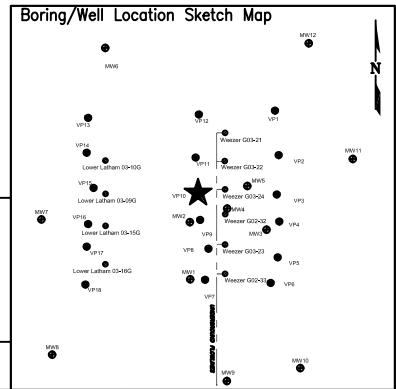 Boring/Well Location Sketch Map
MW12
MW6
N
VP12
VP1
VP13
Weezer G03-21
VP14
Lower Latham 03-10G
VP11
Weezer G03-22
VP2
MW11
VP15
Lower Latham 03-09G
VP10
MW5
Weezer G03-24
VP3
MW7
VP16
Lower Latham 03-15G
MW2
VP9
MW4
Weezer G02-32
MW3
VP4
VP17
VP8
Weezer G03-23
Lower Latham 03-16G
VP5
VP18
MW1
VP7
Weezer G02-33
VP6
UNDERGROUND FLOWLINES
MW8
MW9
MW10